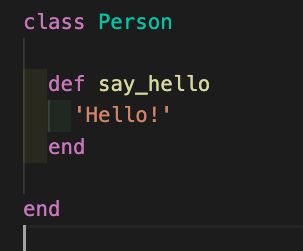 class Person
def say_hello
'Hello!'
end
end